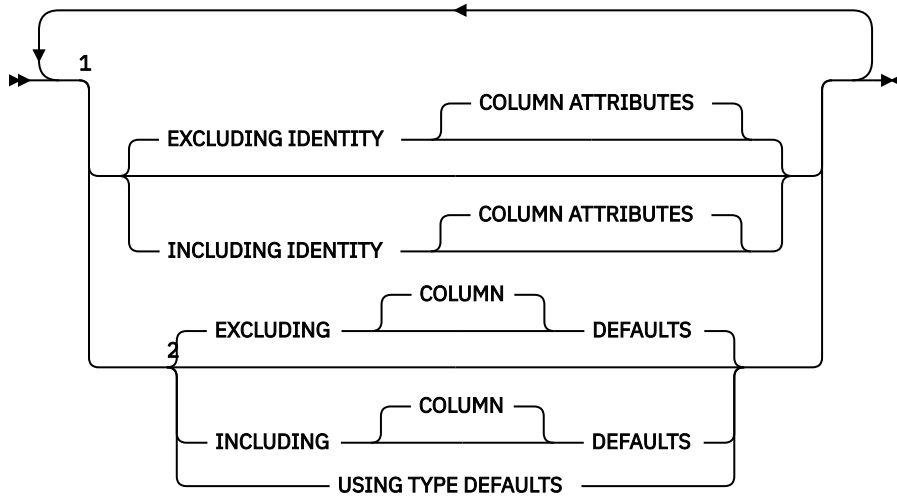 1
COLUMN ATTRIBUTES
EXCLUDING IDENTITY
COLUMN ATTRIBUTES
INCLUDING IDENTITY
COLUMN
EXCLUDING DEFAULTS
2
COLUMN
INCLUDING DEFAULTS
USING TYPE DEFAULTS